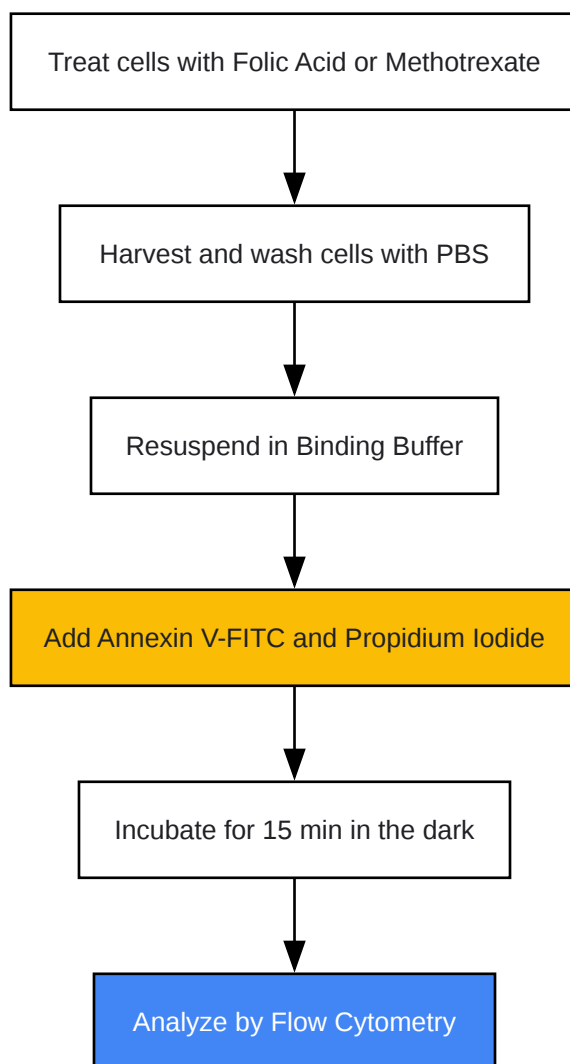 Treat cells with Folic Acid or Methotrexate
Harvest and wash cells with PBS
Resuspend in Binding Buffer
Add Annexin V-FITC and Propidium Iodide
Incubate for 15 min in the dark
Analyze by Flow Cytometry